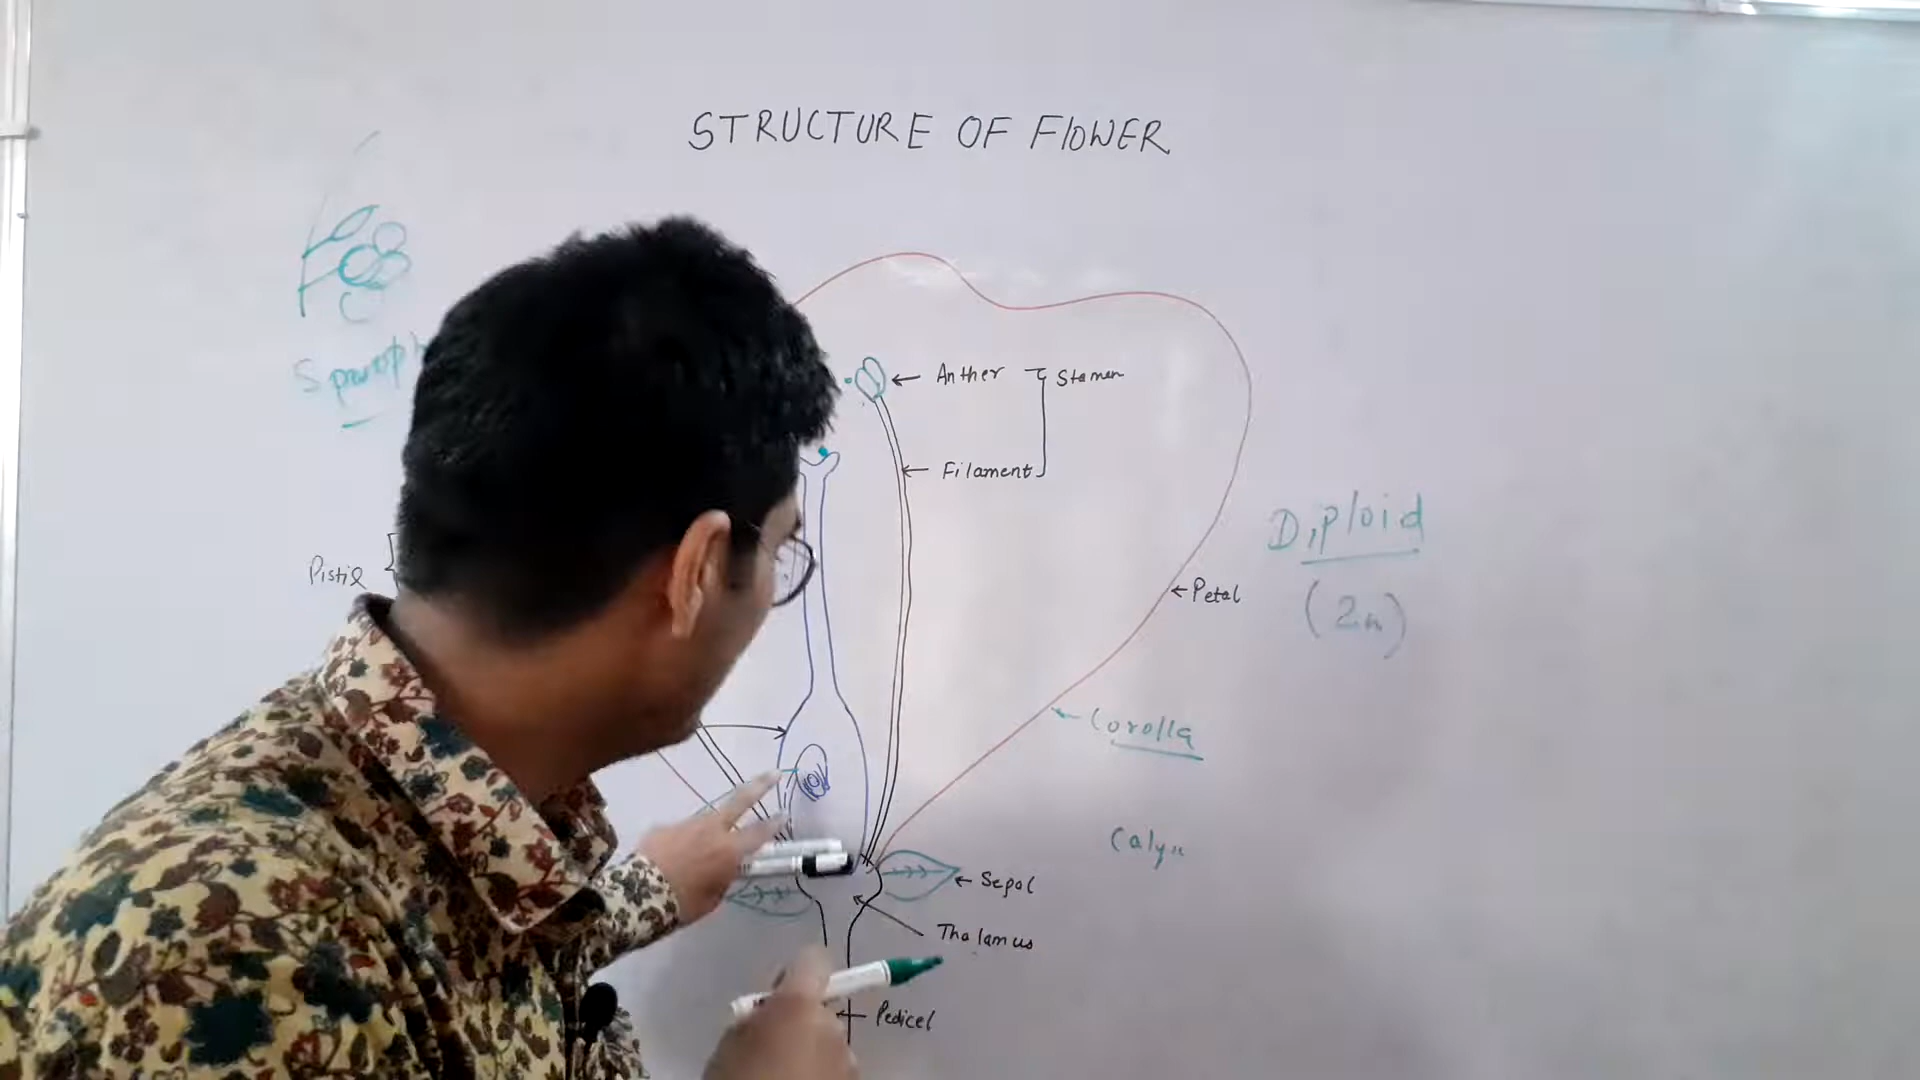 STRUCTURE OF FLOWER
Anther
Stamen
Filament
Pistil
Diploid
(2n)
Petal
Corolla
Calyx
Sepal
Thalamus
Pedicel